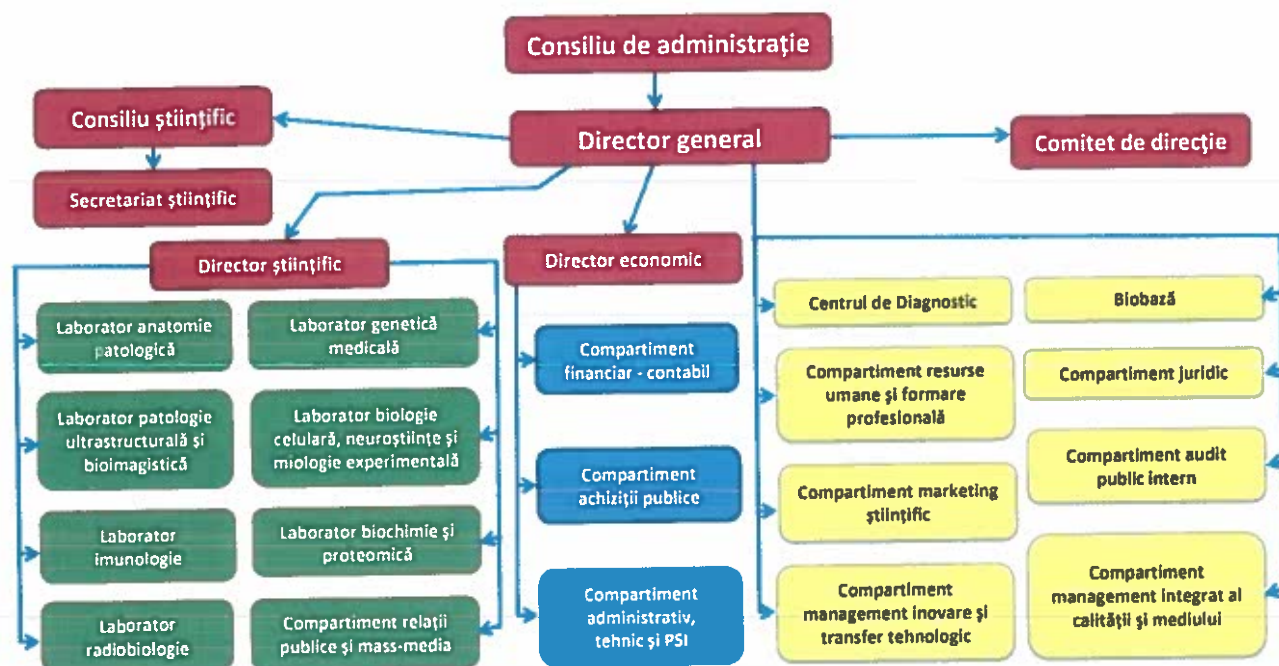 Consiliu de administrație
Consiliu științific
Director general
Comitet de direcție
Secretariat științific
Director științific
Director economic
Laborator anatomie
patologică
Laborator genetică
medicală
Laborator patologie
ultrastructurală și
bioimagistică
Laborator biologie
celulară, neuroștiințe și
miologie experimentală
Laborator
imunologie
Laborator biochimie și
proteomică
Laborator
radiobiologie
Compartiment relații
publice și mass-media
Compartiment
financiar - contabil
Compartiment
achiziții publice
Compartiment
administrativ,
tehnic și PSI
Centrul de Diagnostic
Biobază
Compartiment resurse
umane și formare
profesională
Compartiment juridic
Compartiment marketing
științific
Compartiment audit
public intern
Compartiment
management inovare și
transfer tehnologic
Compartiment
management integrat al
calității și mediului